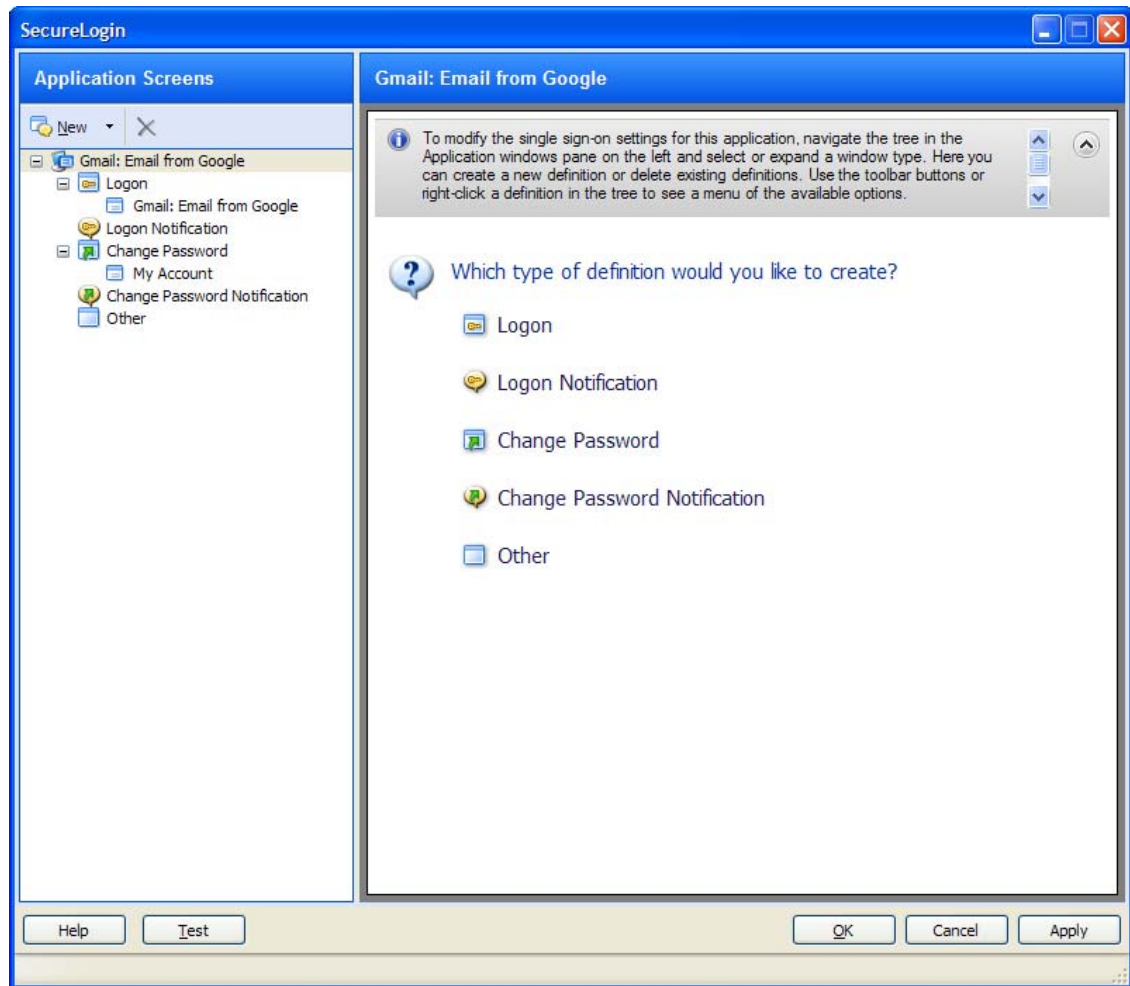 SecureLogin
Application Screens
New
Gmail: Email from Google
Logon
Gmail: Email from Google
Logon Notification
Change Password
My Account
Change Password Notification
Other
Gmail: Email from Google
To modify the single sign-on settings for this application, navigate the tree in the
Application windows pane on the left and select or expand a window type. Here you
can create a new definition or delete existing definitions. Use the toolbar buttons or
right-click a definition in the tree to see a menu of the available options.
Which type of definition would you like to create?
Logon
Logon Notification
Change Password
Change Password Notification
Other
Help Test OK Cancel Apply